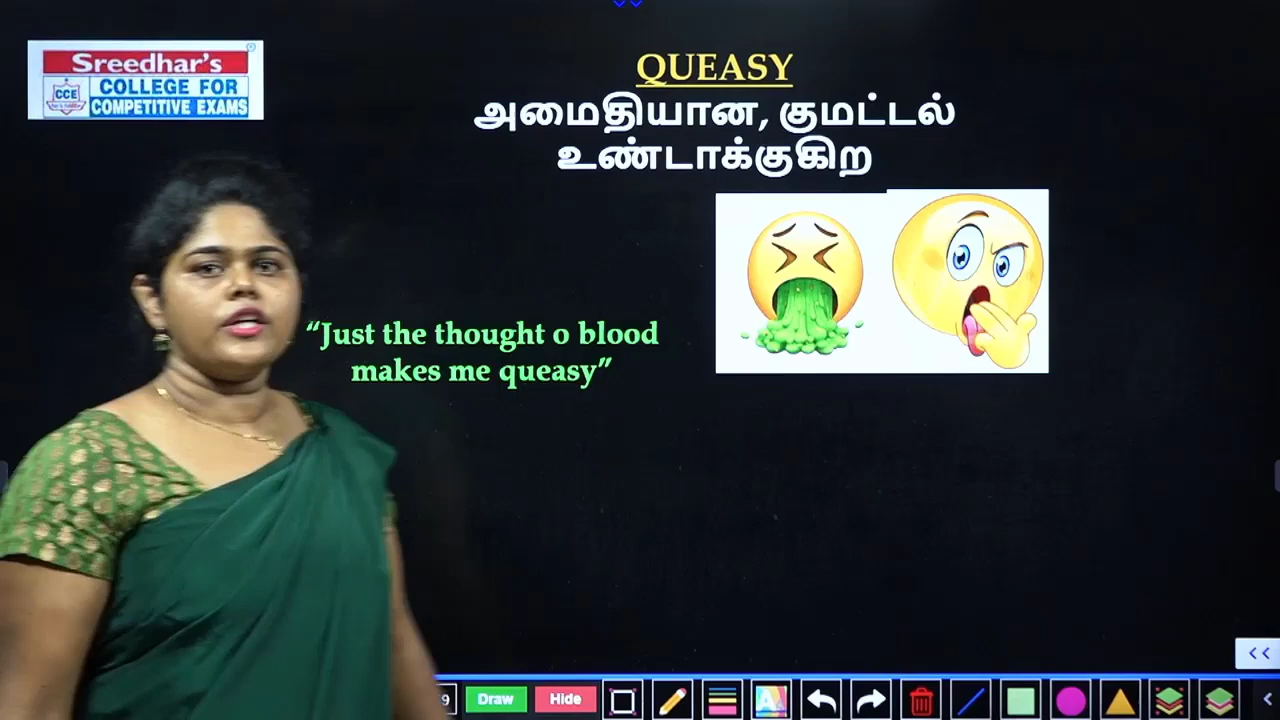 Sreedhar's
CCE
COLLEGE FOR
COMPETITIVE EXAMS
QUEASY
அமைதியான, குமட்டல்
உண்டாக்குகிற
“Just the thought o blood
makes me queasy”
9
Draw
Hide
A
<<